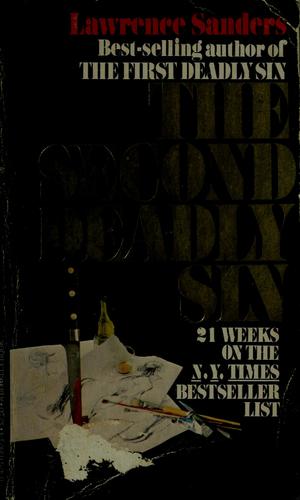 Lawrence Sanders
Best-selling author of
THE FIRST DEADLY SIN
THE
SECOND
DEADLY
SIN
21 WEEKS
ON THE
N.Y. TIMES
BESTSELLER
LIST